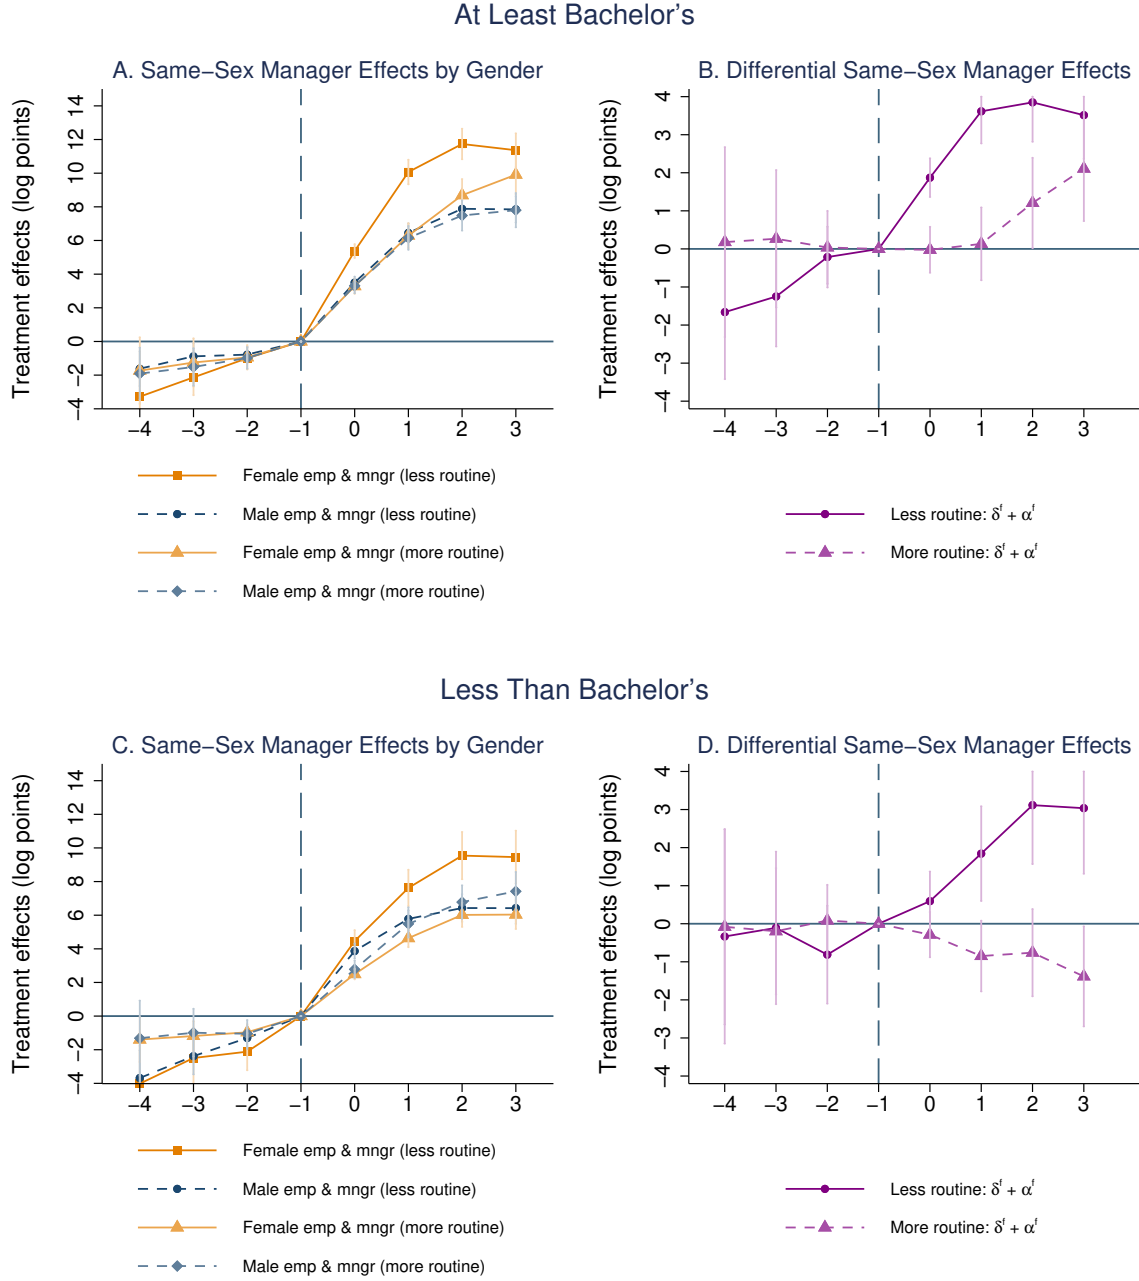 At Least Bachelor’s
A. Same−Sex Manager Effects by Gender
Treatment effects (log points)
14
12
10
8
6
4
2
0
−2
−4
−4 −3 −2 −1 0 1 2 3
Female emp & mngr (less routine)
Male emp & mngr (less routine)
Female emp & mngr (more routine)
Male emp & mngr (more routine)
B. Differential Same−Sex Manager Effects
Treatment effects (log points)
4
3
2
1
0
−1
−2
−3
−4
−4 −3 −2 −1 0 1 2 3
Less routine: δᶠ + αᶠ
More routine: δᶠ + αᶠ
Less Than Bachelor’s
C. Same−Sex Manager Effects by Gender
Treatment effects (log points)
14
12
10
8
6
4
2
0
−2
−4
−4 −3 −2 −1 0 1 2 3
Female emp & mngr (less routine)
Male emp & mngr (less routine)
Female emp & mngr (more routine)
Male emp & mngr (more routine)
D. Differential Same−Sex Manager Effects
Treatment effects (log points)
4
3
2
1
0
−1
−2
−3
−4
−4 −3 −2 −1 0 1 2 3
Less routine: δᶠ + αᶠ
More routine: δᶠ + αᶠ